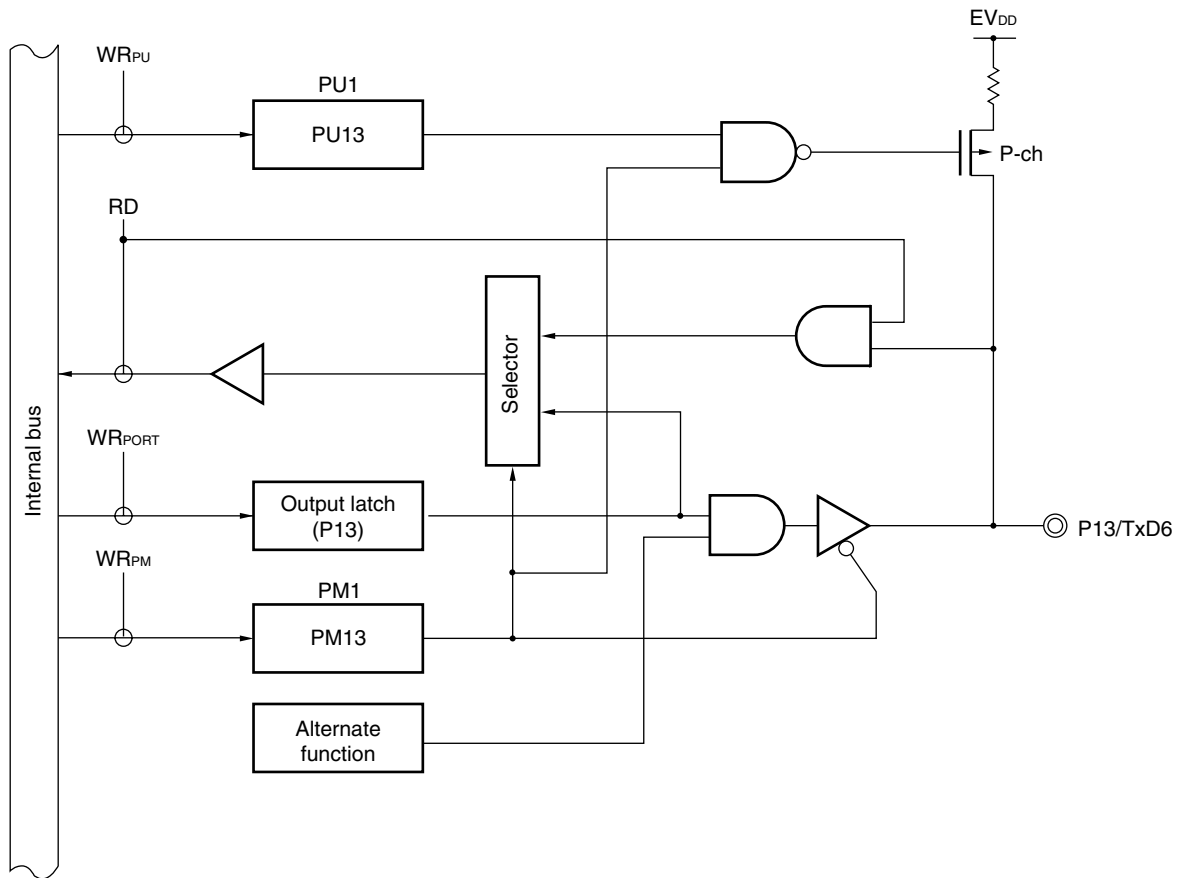 EVDD
WRPU
PU1
PU13
P-ch
RD
Selector
Internal bus
WRPORT
Output latch
(P13)
P13/TxD6
WRPM
PM1
PM13
Alternate
function